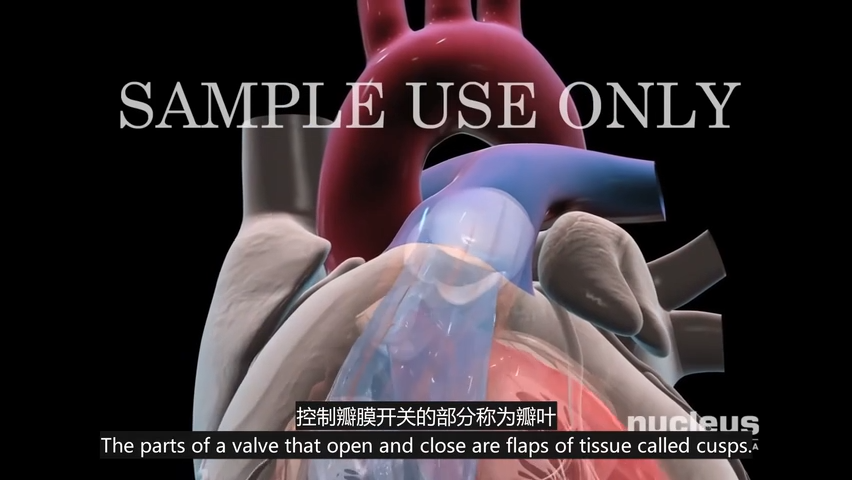 SAMPLE USE ONLY
控制瓣膜开关的部分称为瓣叶
The parts of a valve that open and close are flaps of tissue called cusps.
nucleus
A